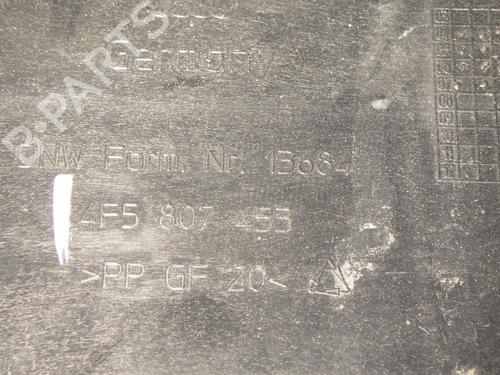 Germany
SNW Form. Nr. 13684
4F5 807 453
>PP GF 20<
B-PARTS